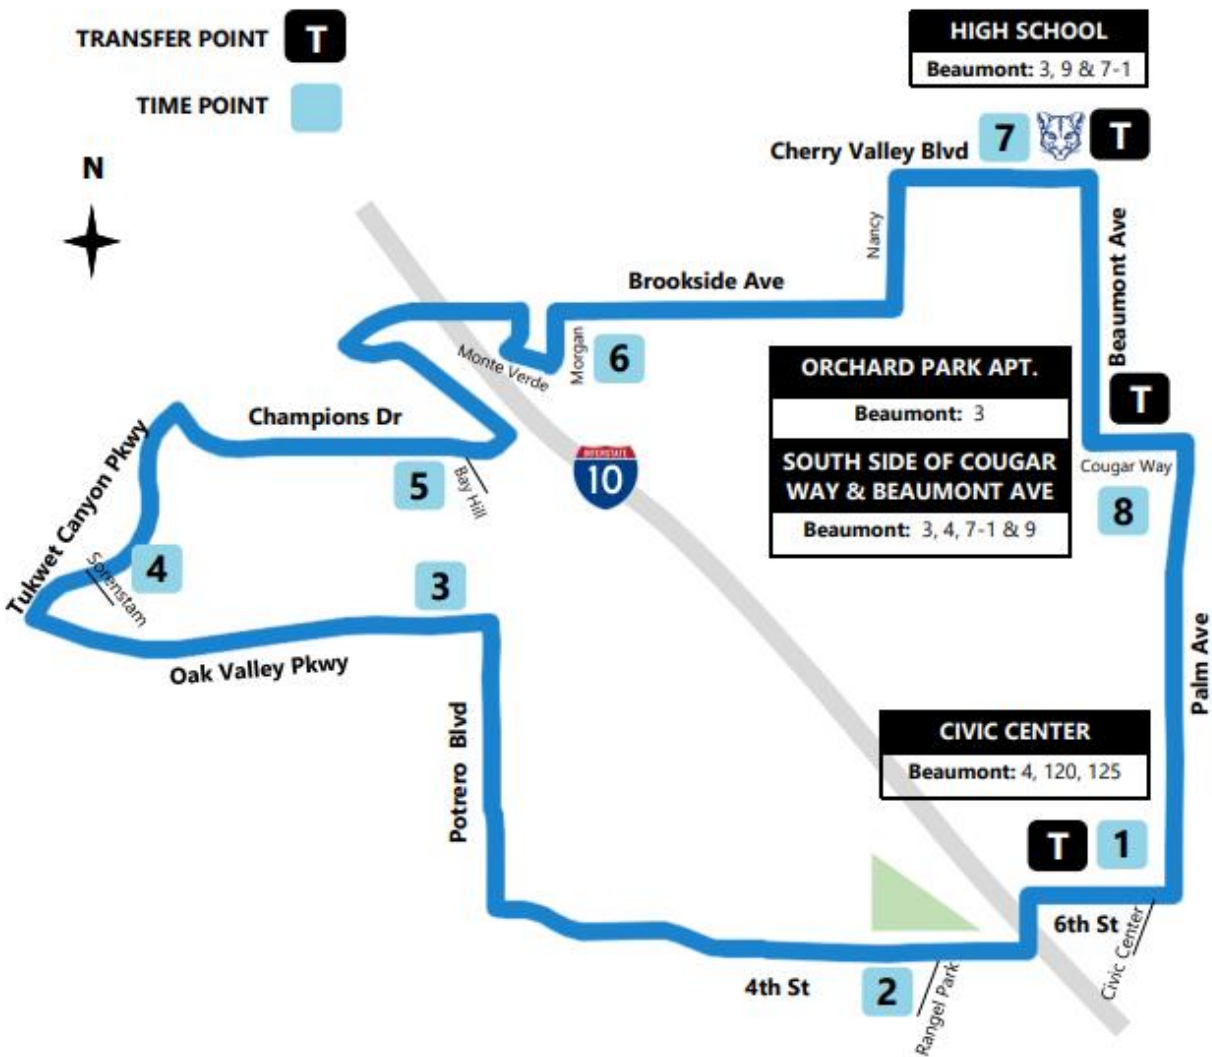 TRANSFER POINT T
TIME POINT
N
HIGH SCHOOL
Beaumont: 3, 9 & 7-1
Cherry Valley Blvd 7 T
Nancy
Beaumont Ave
Brookside Ave
Monte Verde
Morgan
6
ORCHARD PARK APT.
Beaumont: 3
SOUTH SIDE OF COUGAR
WAY & BEAUMONT AVE
Beaumont: 3, 4, 7-1 & 9
T
Cougar Way
8
Champions Dr
Tukwet Canyon Pkwy
5
Bay Hill
INTERSTATE
10
4
Sorenstam
3
Oak Valley Pkwy
Potrero Blvd
Palm Ave
CIVIC CENTER
Beaumont: 4, 120, 125
T 1
6th St
Civic Center
4th St
2
Rangel Park